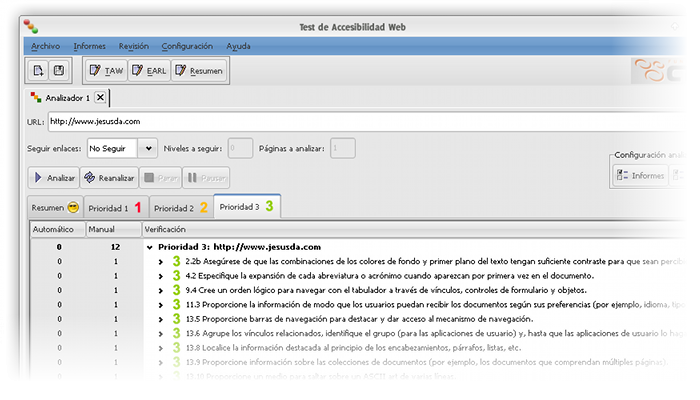 Test de Accesibilidad Web
Archivo Informes Revisión Configuración Ayuda
TAW EARL Resumen
Analizador 1
URL: http://www.jesusda.com
Seguir enlaces: No Seguir Niveles a seguir: 0 Páginas a analizar: 1
Configuración anal
Analizar Reanalizar Parar Pausar Informes
Resumen Prioridad 1 1 Prioridad 2 2 Prioridad 3 3
Automático Manual Verificación
0 12 Prioridad 3: http://www.jesusda.com
0 1 3 2.2b Asegúrese de que las combinaciones de los colores de fondo y primer plano del texto tengan suficiente contraste para que sean percib
0 1 3 4.2 Especifique la expansión de cada abreviatura o acrónimo cuando aparezcan por primera vez en el documento.
0 1 3 9.4 Cree un orden lógico para navegar con el tabulador a través de vínculos, controles de formulario y objetos.
0 1 3 11.3 Proporcione la información de modo que los usuarios puedan recibir los documentos según sus preferencias (por ejemplo, idioma, tip
0 1 3 13.5 Proporcione barras de navegación para destacar y dar acceso al mecanismo de navegación.
0 1 3 13.6 Agrupe los vínculos relacionados, identifique el grupo (para las aplicaciones de usuario) y, hasta que las aplicaciones de usuario lo hag
0 1 3 13.8 Localice la información destacada al principio de los encabezamientos, párrafos, listas, etc.
0 1 3 13.9 Proporcione información sobre las colecciones de documentos (por ejemplo, los documentos que comprendan múltiples páginas).
0 1 3 13.10 Proporcione un medio para saltar sobre un ASCII art de varias líneas.